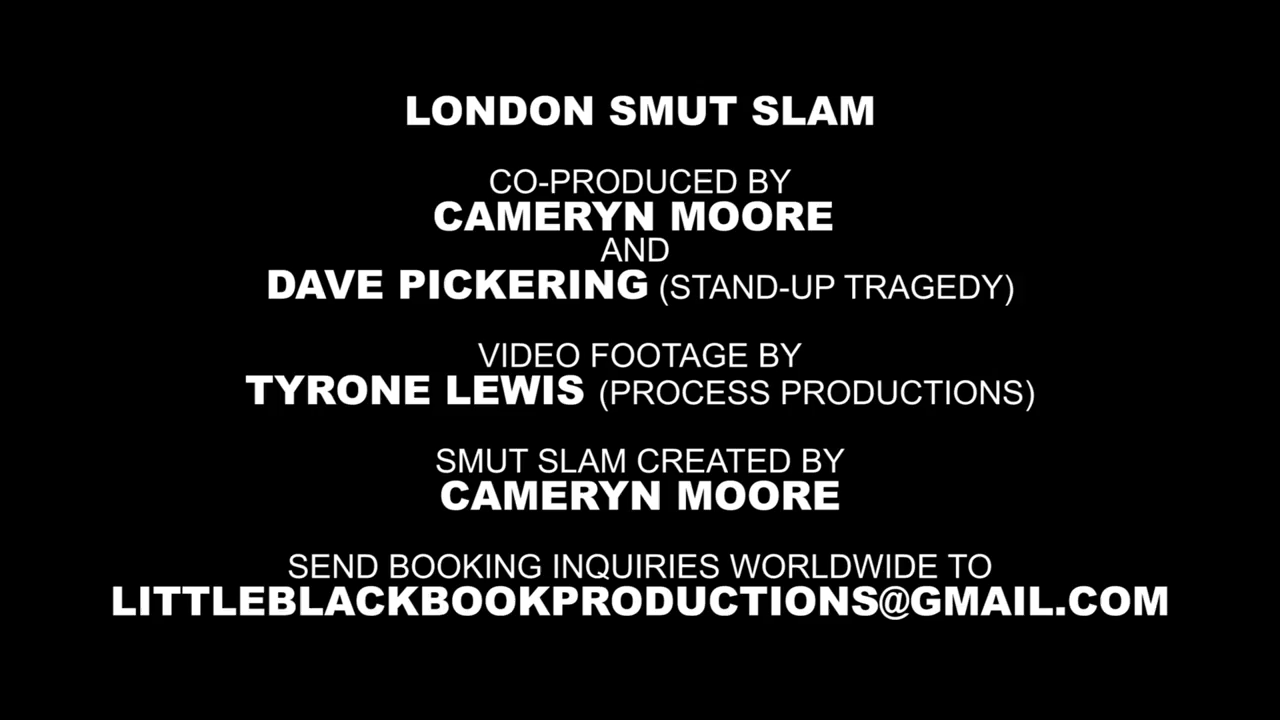 LONDON SMUT SLAM
CO-PRODUCED BY
CAMERYN MOORE
AND
DAVE PICKERING (STAND-UP TRAGEDY)
VIDEO FOOTAGE BY
TYRONE LEWIS (PROCESS PRODUCTIONS)
SMUT SLAM CREATED BY
CAMERYN MOORE
SEND BOOKING INQUIRIES WORLDWIDE TO
LITTLEBLACKBOOKPRODUCTIONS@GMAIL.COM